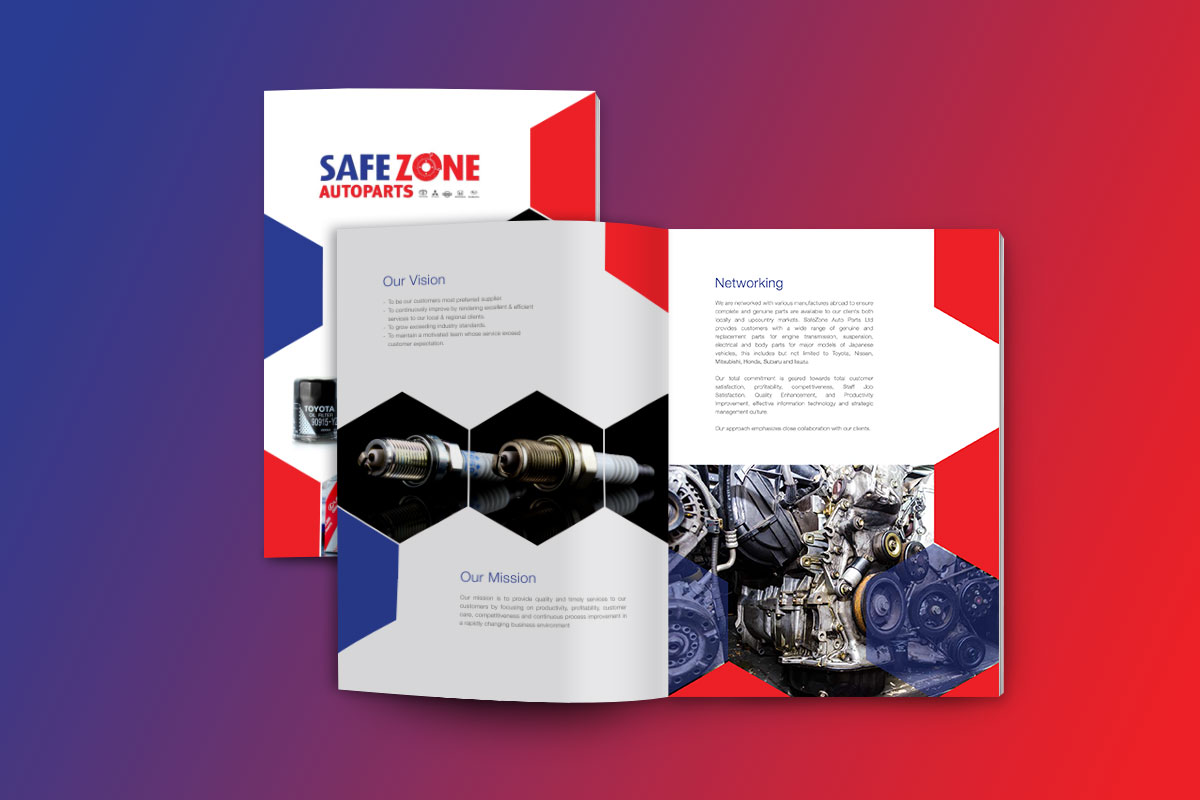 SAFE ZONE
AUTOPARTS
TOYOTA
OIL FILTER
90915-Y
Our Vision
- To be our customers most preferred supplier.
- To continuously improve by rendering excellent & efficient
services to our local & regional clients.
- To grow exceeding industry standards.
- To maintain a motivated team whose service exceed
customer expectation.
Our Mission
Our mission is to provide quality and timely services to our
customers by focusing on productivity, profitability, customer
care, competitiveness and continuous process improvement in
a rapidly changing business environment
Networking
We are networked with various manufactures abroad to ensure
complete and genuine parts are available to our clients both
locally and upcountry markets. SafeZone Auto Parts Ltd
provides customers with a wide range of genuine and
replacement parts for engine transmission, suspension,
electrical and body parts for major models of Japanese
vehicles, this includes but not limited to Toyota, Nissan,
Mitsubishi, Honda, Subaru and Isuzu.
Our total commitment is geared towards total customer
satisfaction, profitability, competitiveness, Staff Job
Satisfaction, Quality Enhancement, and Productivity
improvement, effective information technology and strategic
management culture.
Our approach emphasizes close collaboration with our clients.